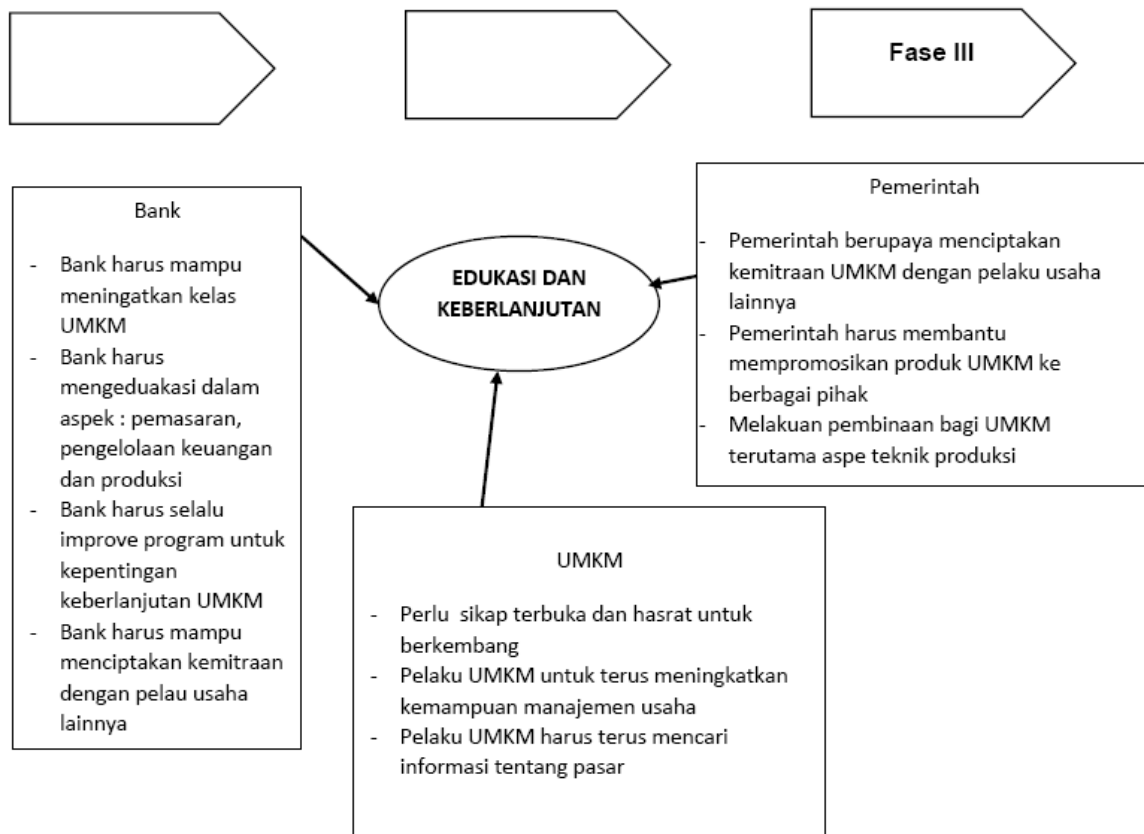 Fase III
Bank
- Bank harus mampu
meningatkan kelas
UMKM
- Bank harus
mengeduakasi dalam
aspek : pemasaran,
pengelolaan keuangan
dan produksi
- Bank harus selalu
improve program untuk
kepentingan
keberlanjutan UMKM
- Bank harus mampu
menciptakan kemitraan
dengan pelau usaha
lainnya
EDUKASI DAN
KEBERLANJUTAN
Pemerintah
- Pemerintah berupaya menciptakan
kemitraan UMKM dengan pelaku usaha
lainnya
- Pemerintah harus membantu
mempromosikan produk UMKM ke
berbagai pihak
- Melakuan pembinaan bagi UMKM
terutama aspe teknik produksi
UMKM
- Perlu sikap terbuka dan hasrat untuk
berkembang
- Pelaku UMKM untuk terus meningkatkan
kemampuan manajemen usaha
- Pelaku UMKM harus terus mencari
informasi tentang pasar